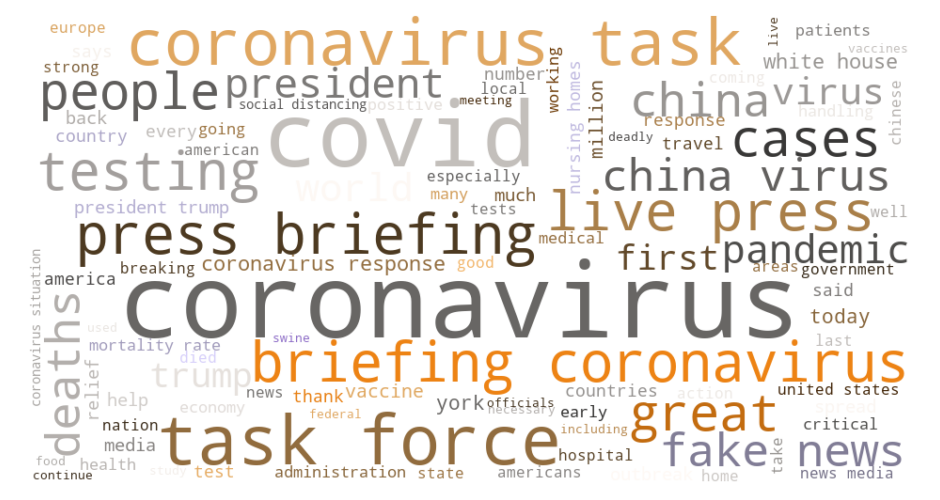 europe
coronavirus task
live
patients
says
vaccines
strong
white house
people
president
number
working
coming
china
virus
local
social distancing
positive
meeting
nursing homes
million
handling
chinese
back
covid
response
country
every
going
deadly
travel
cases
american
testing
especially
china virus
world
many
much
president trump
tests
live press
well
press briefing
medical
first
pandemic
coronavirus situation
breaking
coronavirus response
good
areas
government
america
coronavirus
said
deaths
today
used
swine
mortality rate
last
died
briefing coronavirus
trump
relief
news
thank
vaccine
countries
action
united states
help
economy
york
officials
necessary
early
great
spread
federal
nation
task force
including
critical
media
fake news
food
health
study
test
administration
state
americans
hospital
outbreak
home
take
news media
continue